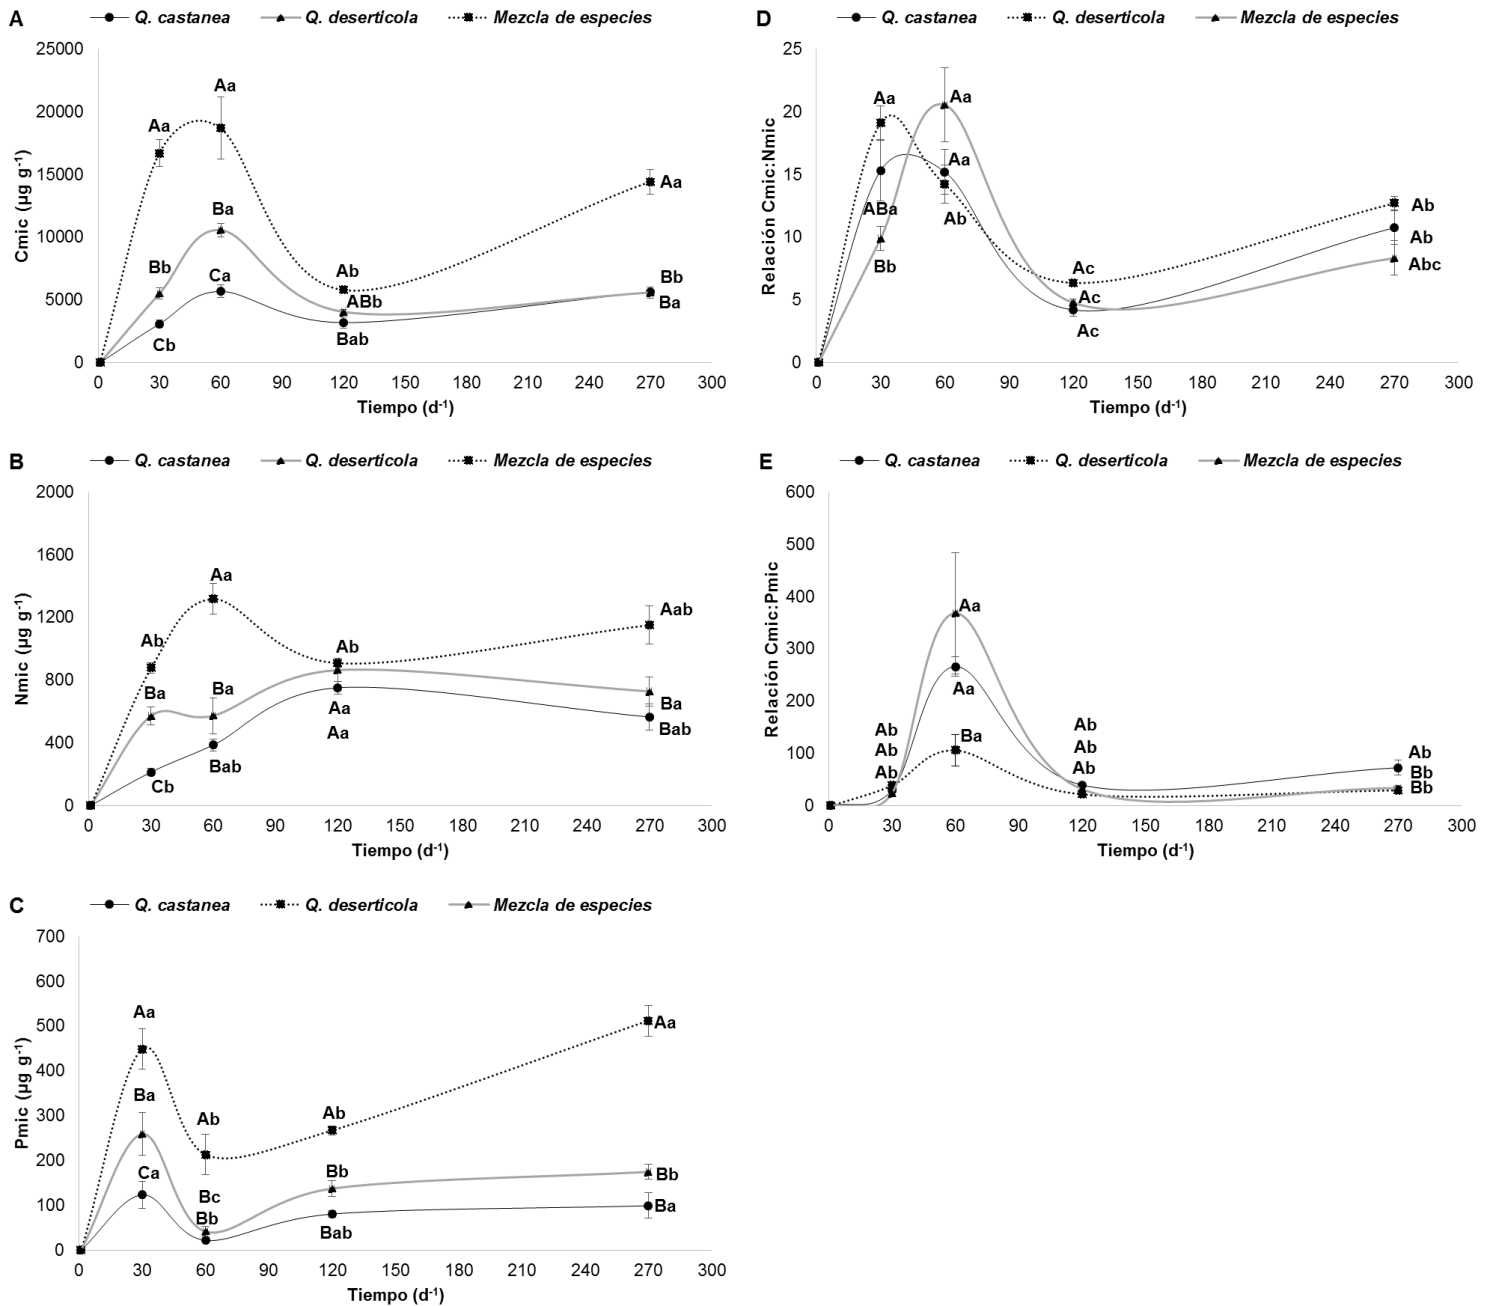 A
Q. castanea Q. deserticola Mezcla de especies
25000
20000
15000
10000
5000
0
Cmic (µg g-1)
Aa
Aa
Bb
Ba
Ca
Cb
Ab
ABb
Bab
Aa
Bb
Ba
0 30 60 90 120 150 180 210 240 270 300
Tiempo (d-1)
D
Q. castanea Q. deserticola Mezcla de especies
25
20
15
10
5
0
Relación Cmic:Nmic
Aa
Aa
Aa
ABa
Ab
Bb
Ac
Ac
Ac
Ab
Ab
Abc
0 30 60 90 120 150 180 210 240 270 300
Tiempo (d-1)
B
Q. castanea Q. deserticola Mezcla de especies
2000
1600
1200
800
400
0
Nmic (µg g-1)
Aa
Ab
Ba
Ba
Bab
Cb
Ab
Aa
Aa
Aab
Ba
Bab
0 30 60 90 120 150 180 210 240 270 300
Tiempo (d-1)
E
Q. castanea Q. deserticola Mezcla de especies
600
500
400
300
200
100
0
Relación Cmic:Pmic
Ab
Ab
Ab
Aa
Aa
Ba
Ab
Ab
Ab
Ab
Bb
Bb
0 30 60 90 120 150 180 210 240 270 300
Tiempo (d-1)
C
Q. castanea Q. deserticola Mezcla de especies
700
600
500
400
300
200
100
0
Pmic (µg g-1)
Aa
Ba
Ca
Ab
Bc
Bb
Ab
Bb
Bab
Aa
Bb
Ba
0 30 60 90 120 150 180 210 240 270 300
Tiempo (d-1)